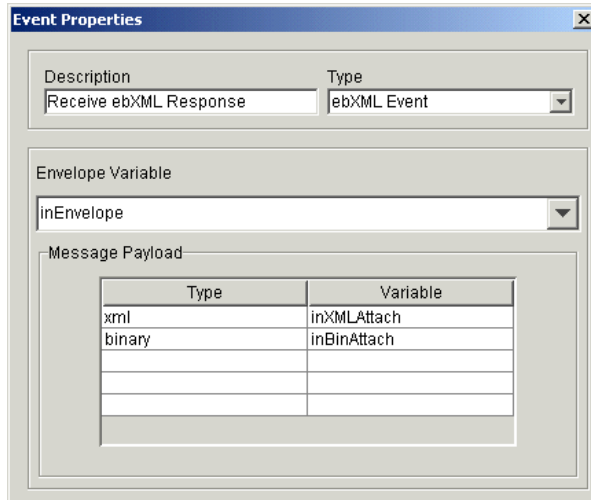 Event Properties
Description Type
Receive ebXML Response ebXML Event
Envelope Variable
inEnvelope
Message Payload
Type Variable
xml inXMLAttach
binary inBinAttach